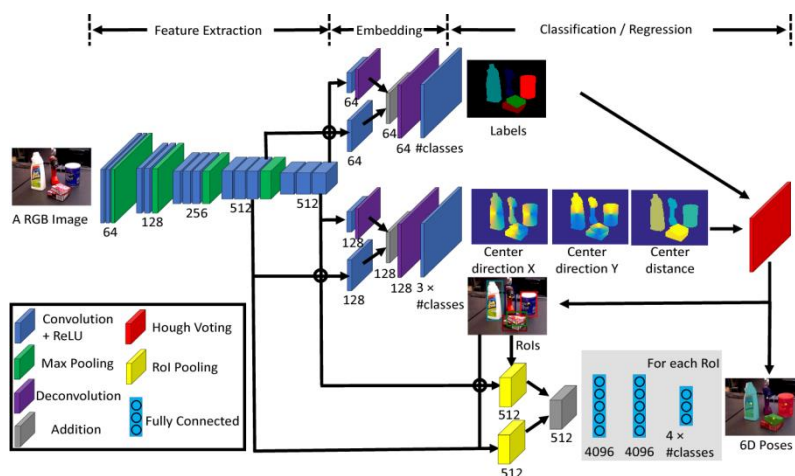 Feature Extraction
Embedding
Classification / Regression
A RGB Image
64
128
256
512
512
64
64
64
64
#classes
Labels
128
128
128
128
3 ×
#classes
Center
direction X
Center
direction Y
Center
distance
RoIs
512
512
512
For each RoI
4096
4096
4 ×
#classes
6D Poses
Convolution
+ ReLU
Max Pooling
Deconvolution
Addition
Hough Voting
RoI Pooling
Fully Connected